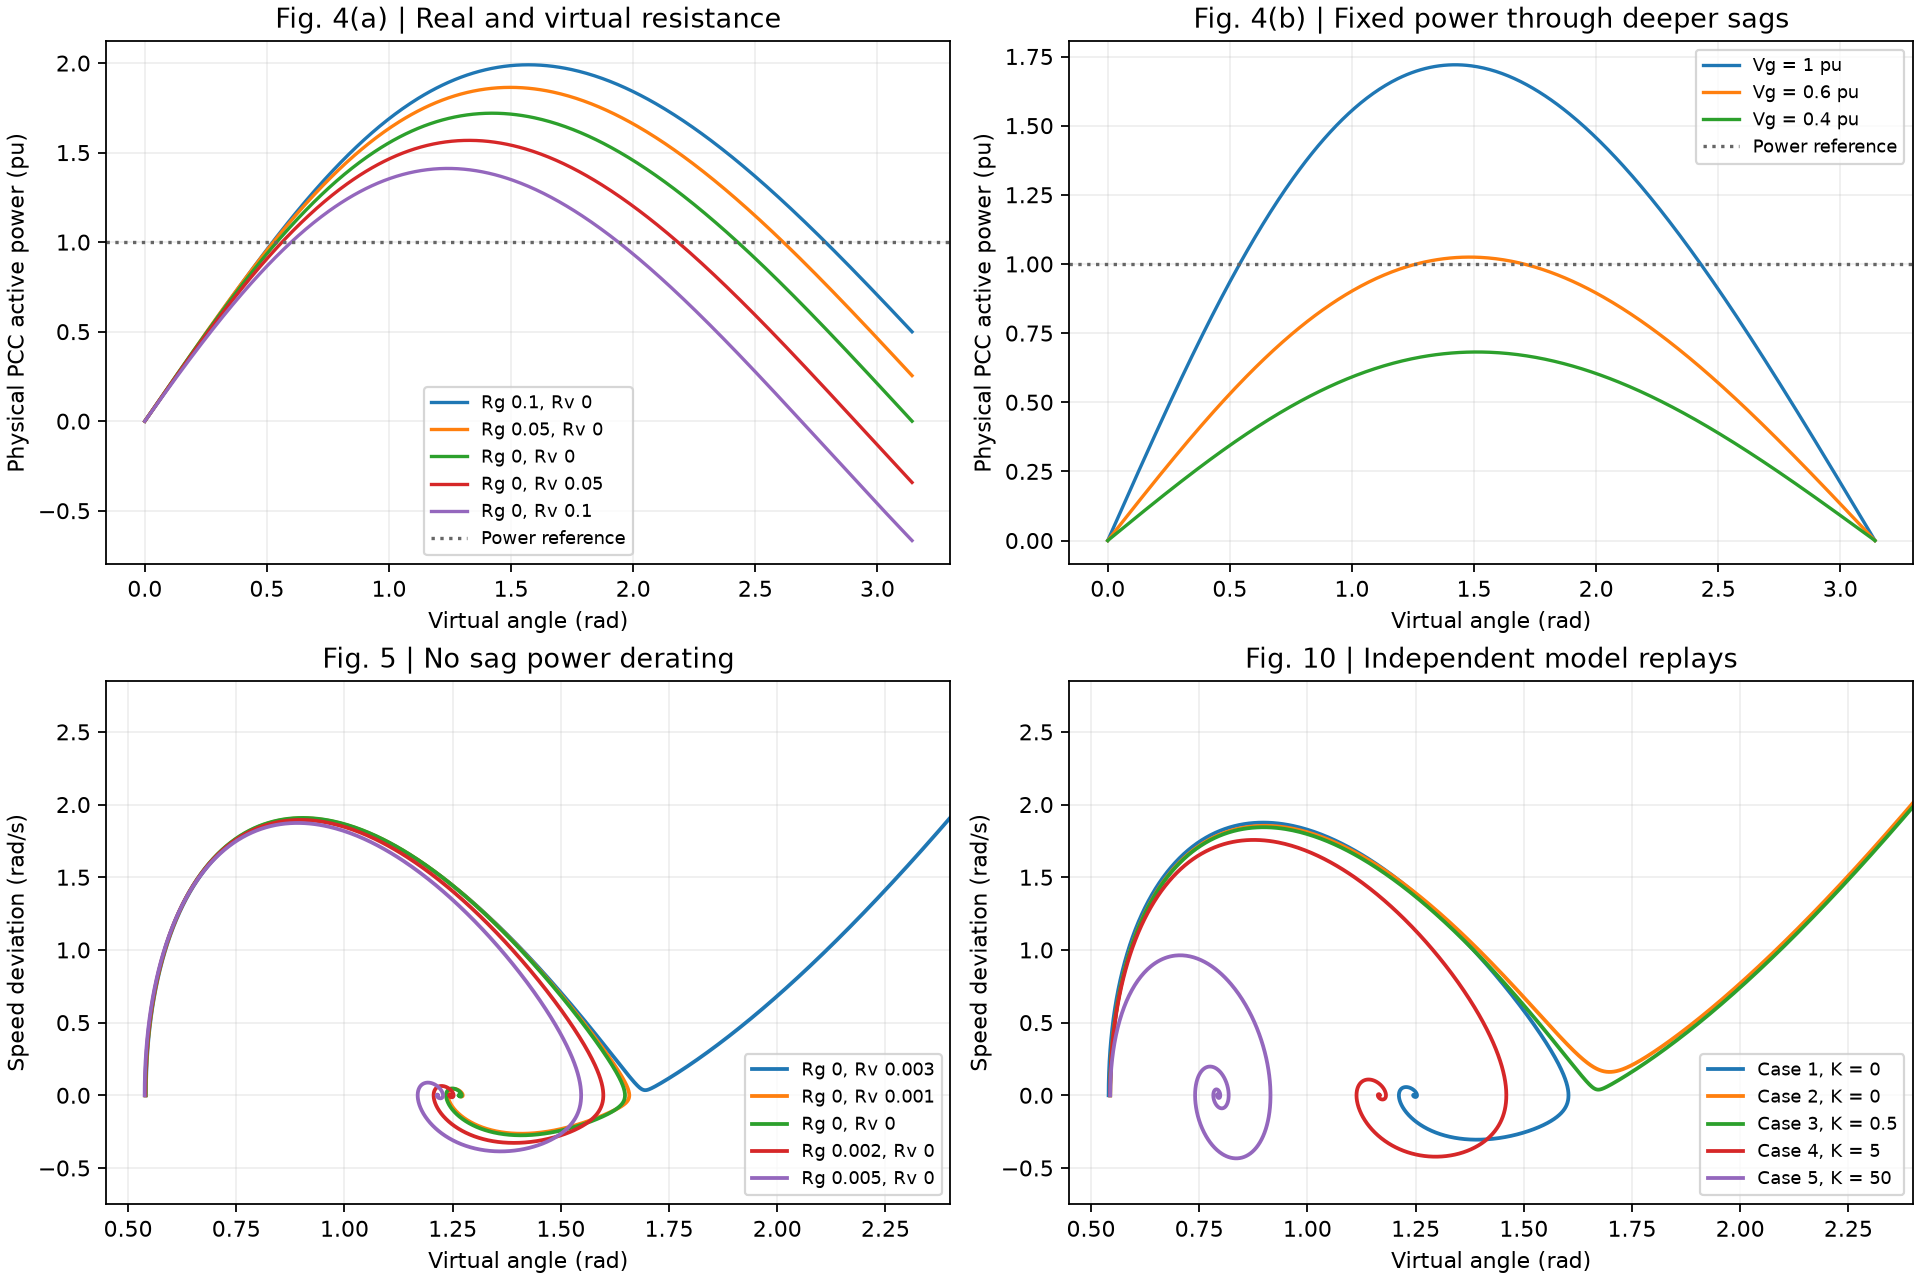 Fig. 4(a) | Real and virtual resistance
Physical PCC active power (pu)
2.0
1.5
1.0
0.5
0.0
−0.5
Rg 0.1, Rv 0
Rg 0.05, Rv 0
Rg 0, Rv 0
Rg 0, Rv 0.05
Rg 0, Rv 0.1
Power reference
0.0 0.5 1.0 1.5 2.0 2.5 3.0
Virtual angle (rad)
Fig. 4(b) | Fixed power through deeper sags
Physical PCC active power (pu)
1.75
1.50
1.25
1.00
0.75
0.50
0.25
0.00
Vg = 1 pu
Vg = 0.6 pu
Vg = 0.4 pu
Power reference
0.0 0.5 1.0 1.5 2.0 2.5 3.0
Virtual angle (rad)
Fig. 5 | No sag power derating
Speed deviation (rad/s)
2.5
2.0
1.5
1.0
0.5
0.0
−0.5
Rg 0, Rv 0.003
Rg 0, Rv 0.001
Rg 0, Rv 0
Rg 0.002, Rv 0
Rg 0.005, Rv 0
0.50 0.75 1.00 1.25 1.50 1.75 2.00 2.25
Virtual angle (rad)
Fig. 10 | Independent model replays
Speed deviation (rad/s)
2.5
2.0
1.5
1.0
0.5
0.0
−0.5
Case 1, K = 0
Case 2, K = 0
Case 3, K = 0.5
Case 4, K = 5
Case 5, K = 50
0.50 0.75 1.00 1.25 1.50 1.75 2.00 2.25
Virtual angle (rad)